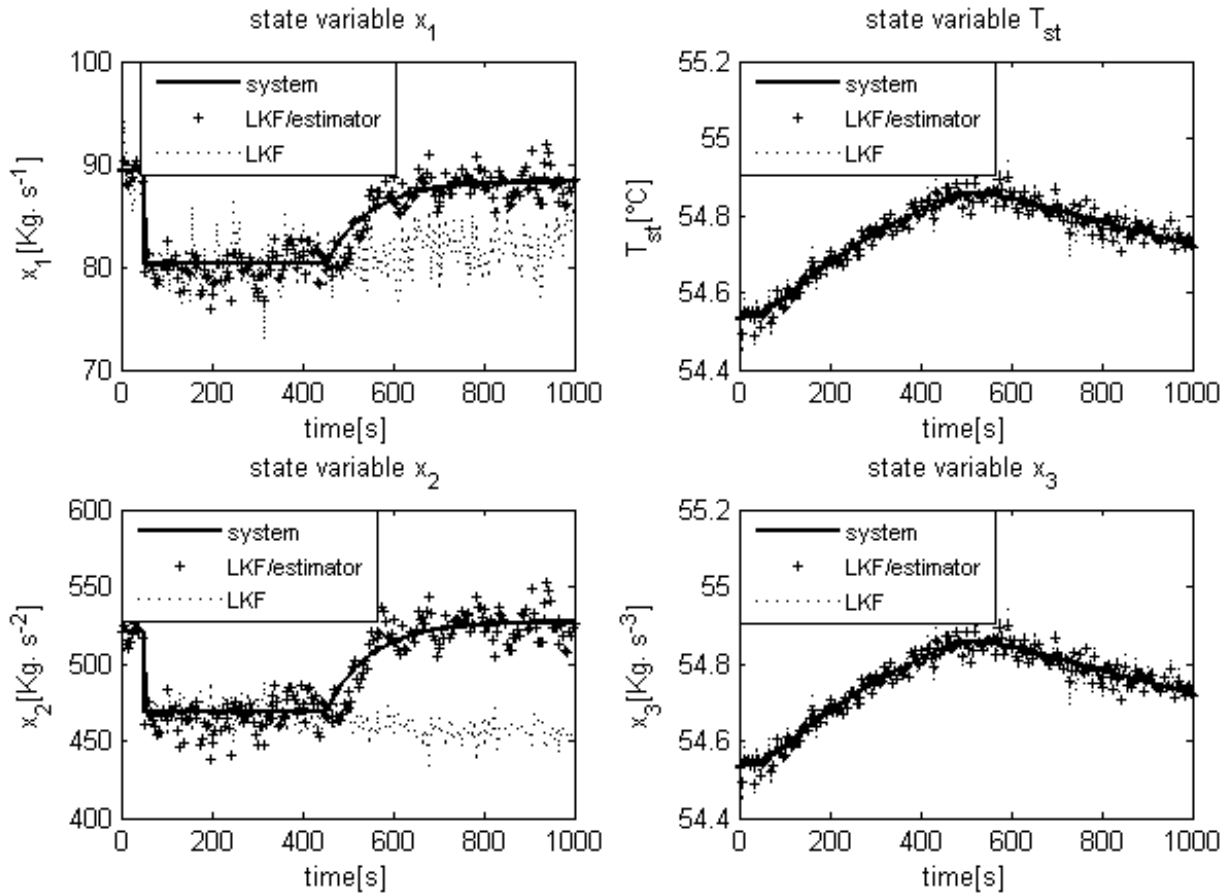 state variable x1
100
90
80
70
x1[Kg. s-1]
system
LKF/estimator
LKF
0 200 400 600 800 1000
time[s]
state variable Tst
55.2
55
54.8
54.6
54.4
Tst[°C]
system
LKF/estimator
LKF
0 200 400 600 800 1000
time[s]
state variable x2
600
550
500
450
400
x2[Kg. s-2]
system
LKF/estimator
LKF
0 200 400 600 800 1000
time[s]
state variable x3
55.2
55
54.8
54.6
54.4
x3[Kg. s-3]
system
LKF/estimator
LKF
0 200 400 600 800 1000
time[s]